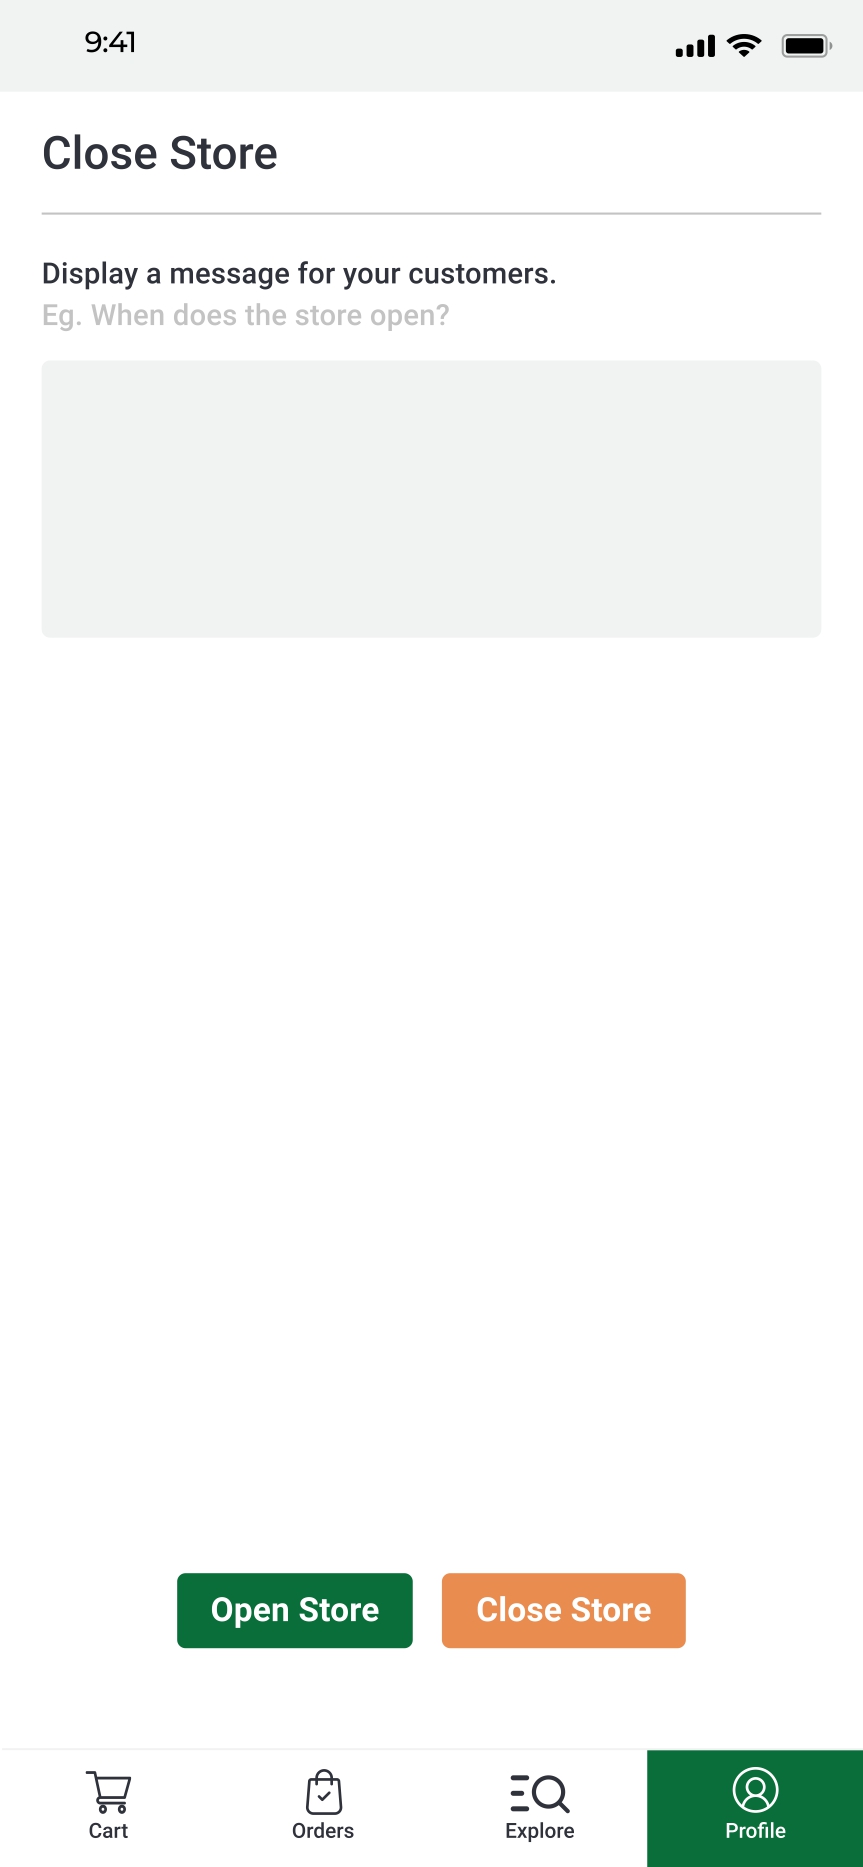 9:41
Close Store
Display a message for your customers.
Eg. When does the store open?
Open Store
Close Store
Cart
Orders
Explore
Profile